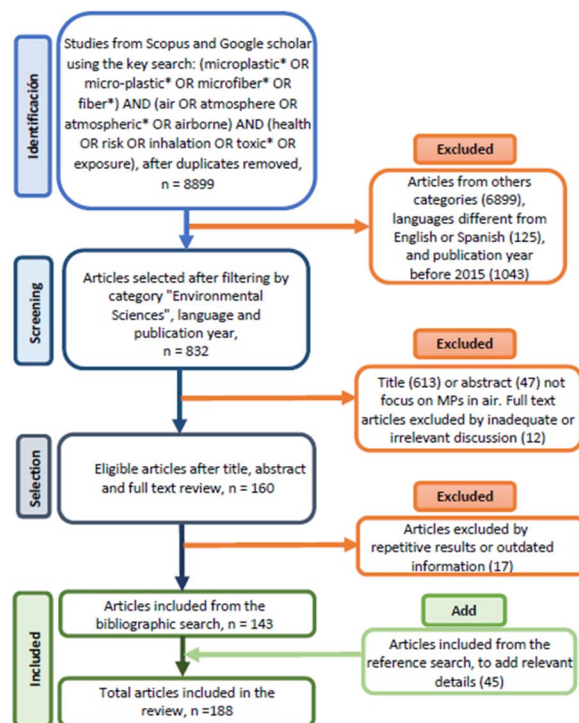 Identificación
Studies from Scopus and Google scholar
using the key search: (microplastic* OR
micro-plastic* OR microfiber* OR
fiber*) AND (air OR atmosphere OR
atmospheric* OR airborne) AND (health
OR risk OR inhalation OR toxic* OR
exposure), after duplicates removed,
n = 8899
Excluded
Articles from others
categories (6899),
languages different from
English or Spanish (125),
and publication year
before 2015 (1043)
Screening
Articles selected after filtering by
category "Environmental
Sciences", language and
publication year,
n = 832
Excluded
Title (613) or abstract (47) not
focus on MPs in air. Full text
articles excluded by inadequate or
irrelevant discussion (12)
Selection
Eligible articles after title, abstract
and full text review, n = 160
Excluded
Articles excluded by
repetitive results or outdated
information (17)
Included
Articles included from the
bibliographic search, n = 143
Add
Articles included from the
reference search, to add relevant
details (45)
Total articles included in the
review, n =188